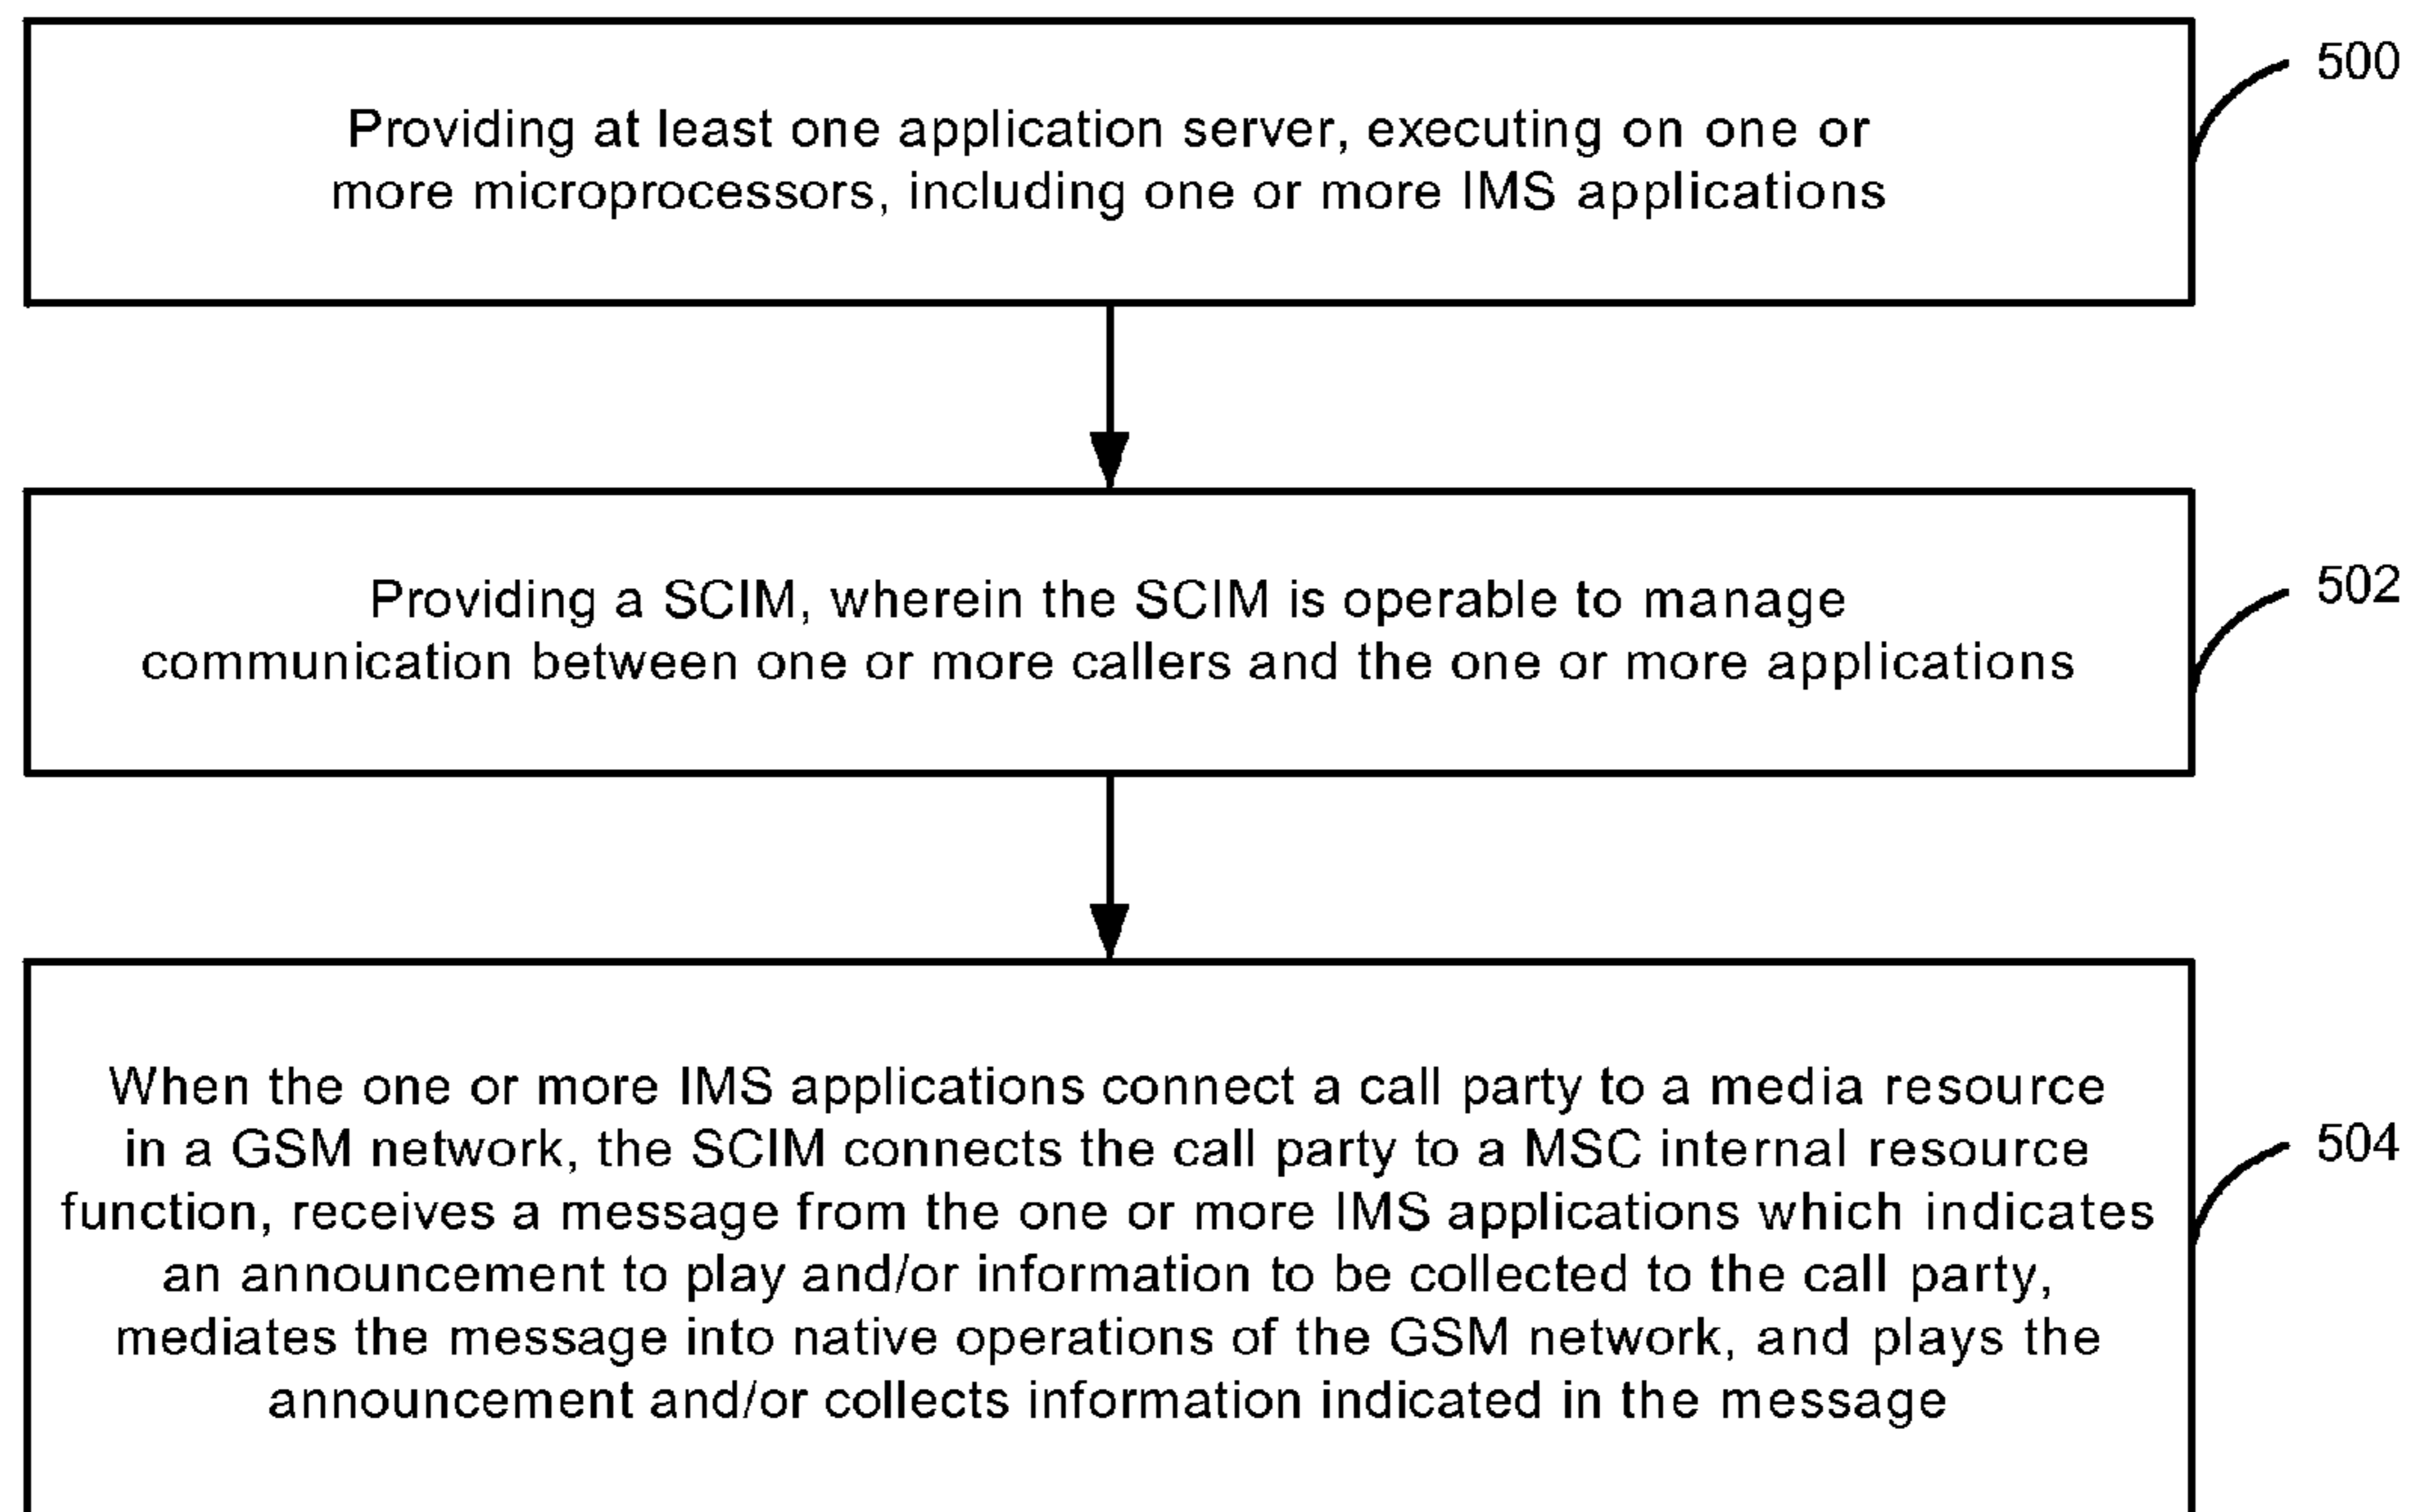 500
Providing at least one application server, executing on one or
more microprocessors, including one or more IMS applications
502
Providing a SCIM, wherein the SCIM is operable to manage
communication between one or more callers and the one or more applications
504
When the one or more IMS applications connect a call party to a media resource
in a GSM network, the SCIM connects the call party to a MSC internal resource
function, receives a message from the one or more IMS applications which indicates
an announcement to play and/or information to be collected to the call party,
mediates the message into native operations of the GSM network, and plays the
announcement and/or collects information indicated in the message